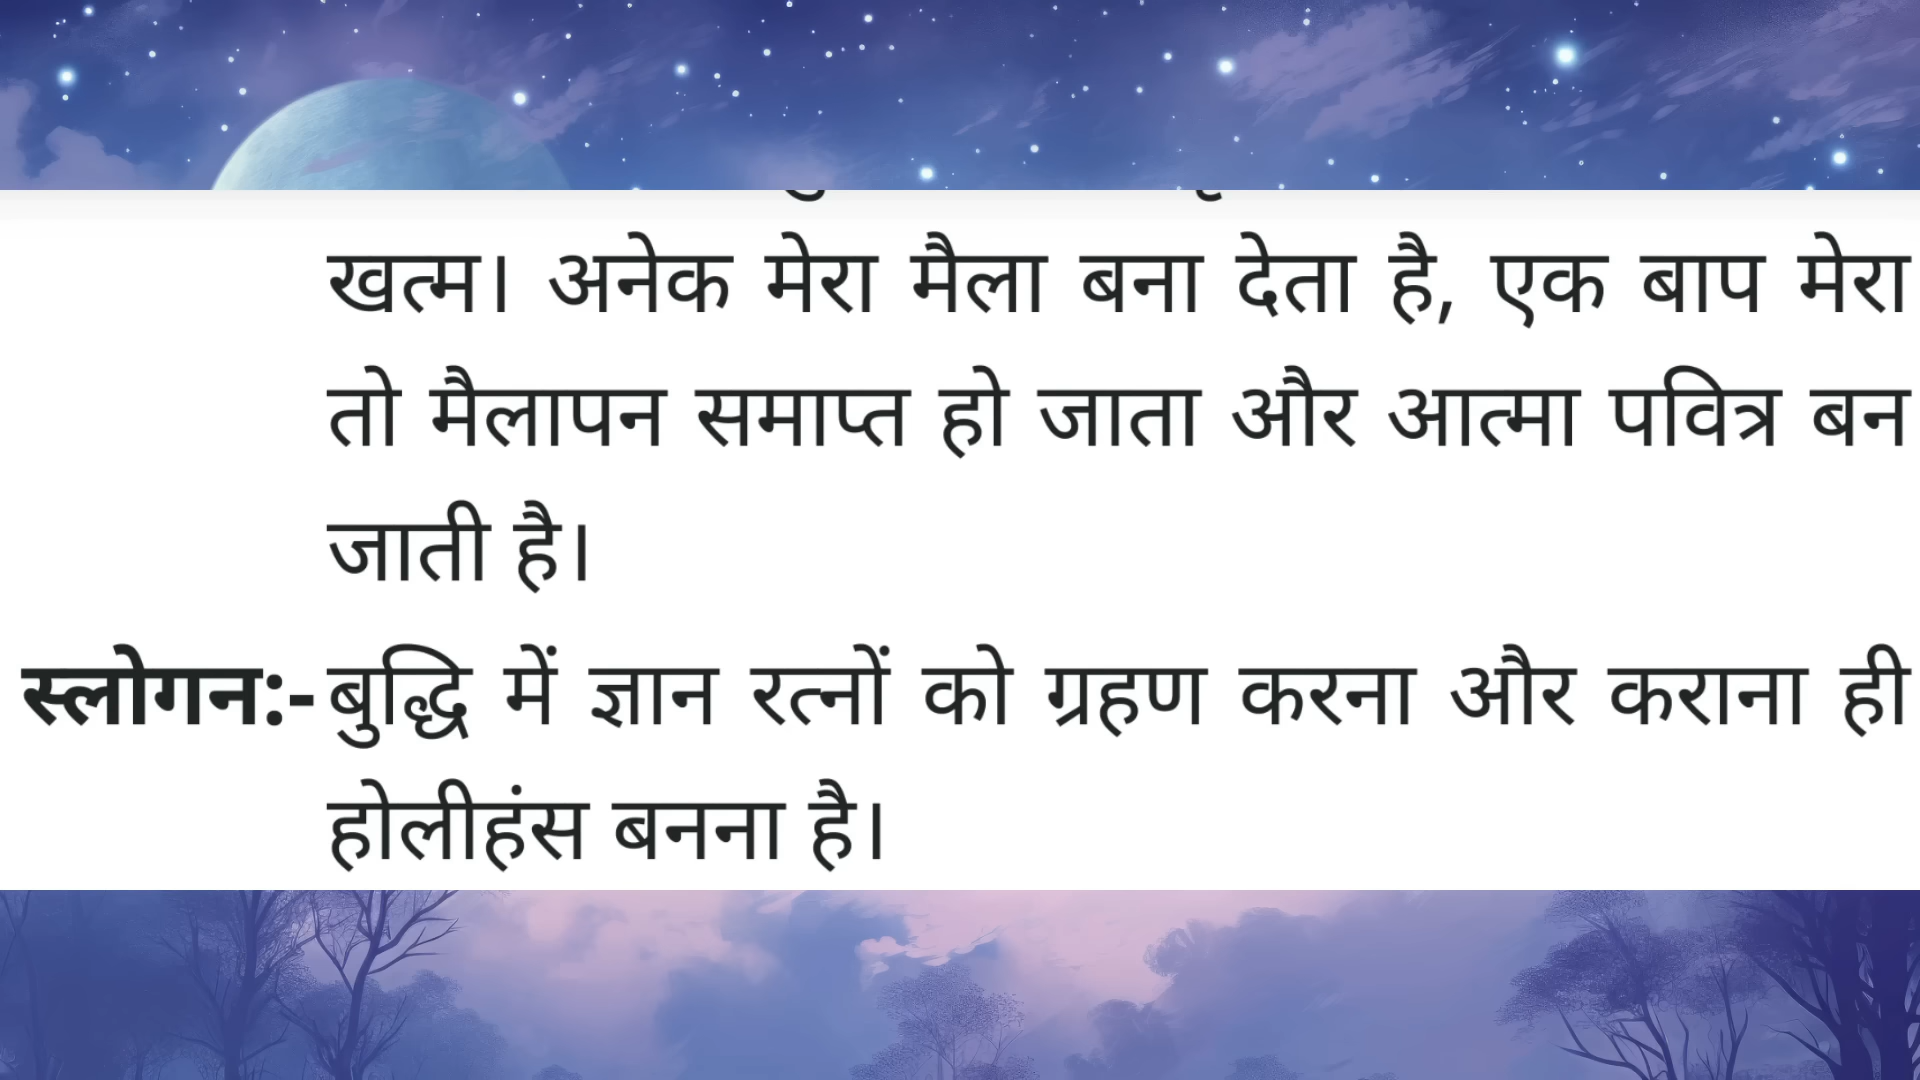 खत्म। अनेक मेरा मैला बना देता है, एक बाप मेरा
तो मैलापन समाप्त हो जाता और आत्मा पवित्र बन
जाती है।
स्लोगन:- बुद्धि में ज्ञान रत्नों को ग्रहण करना और कराना ही
होलीहंस बनना है।